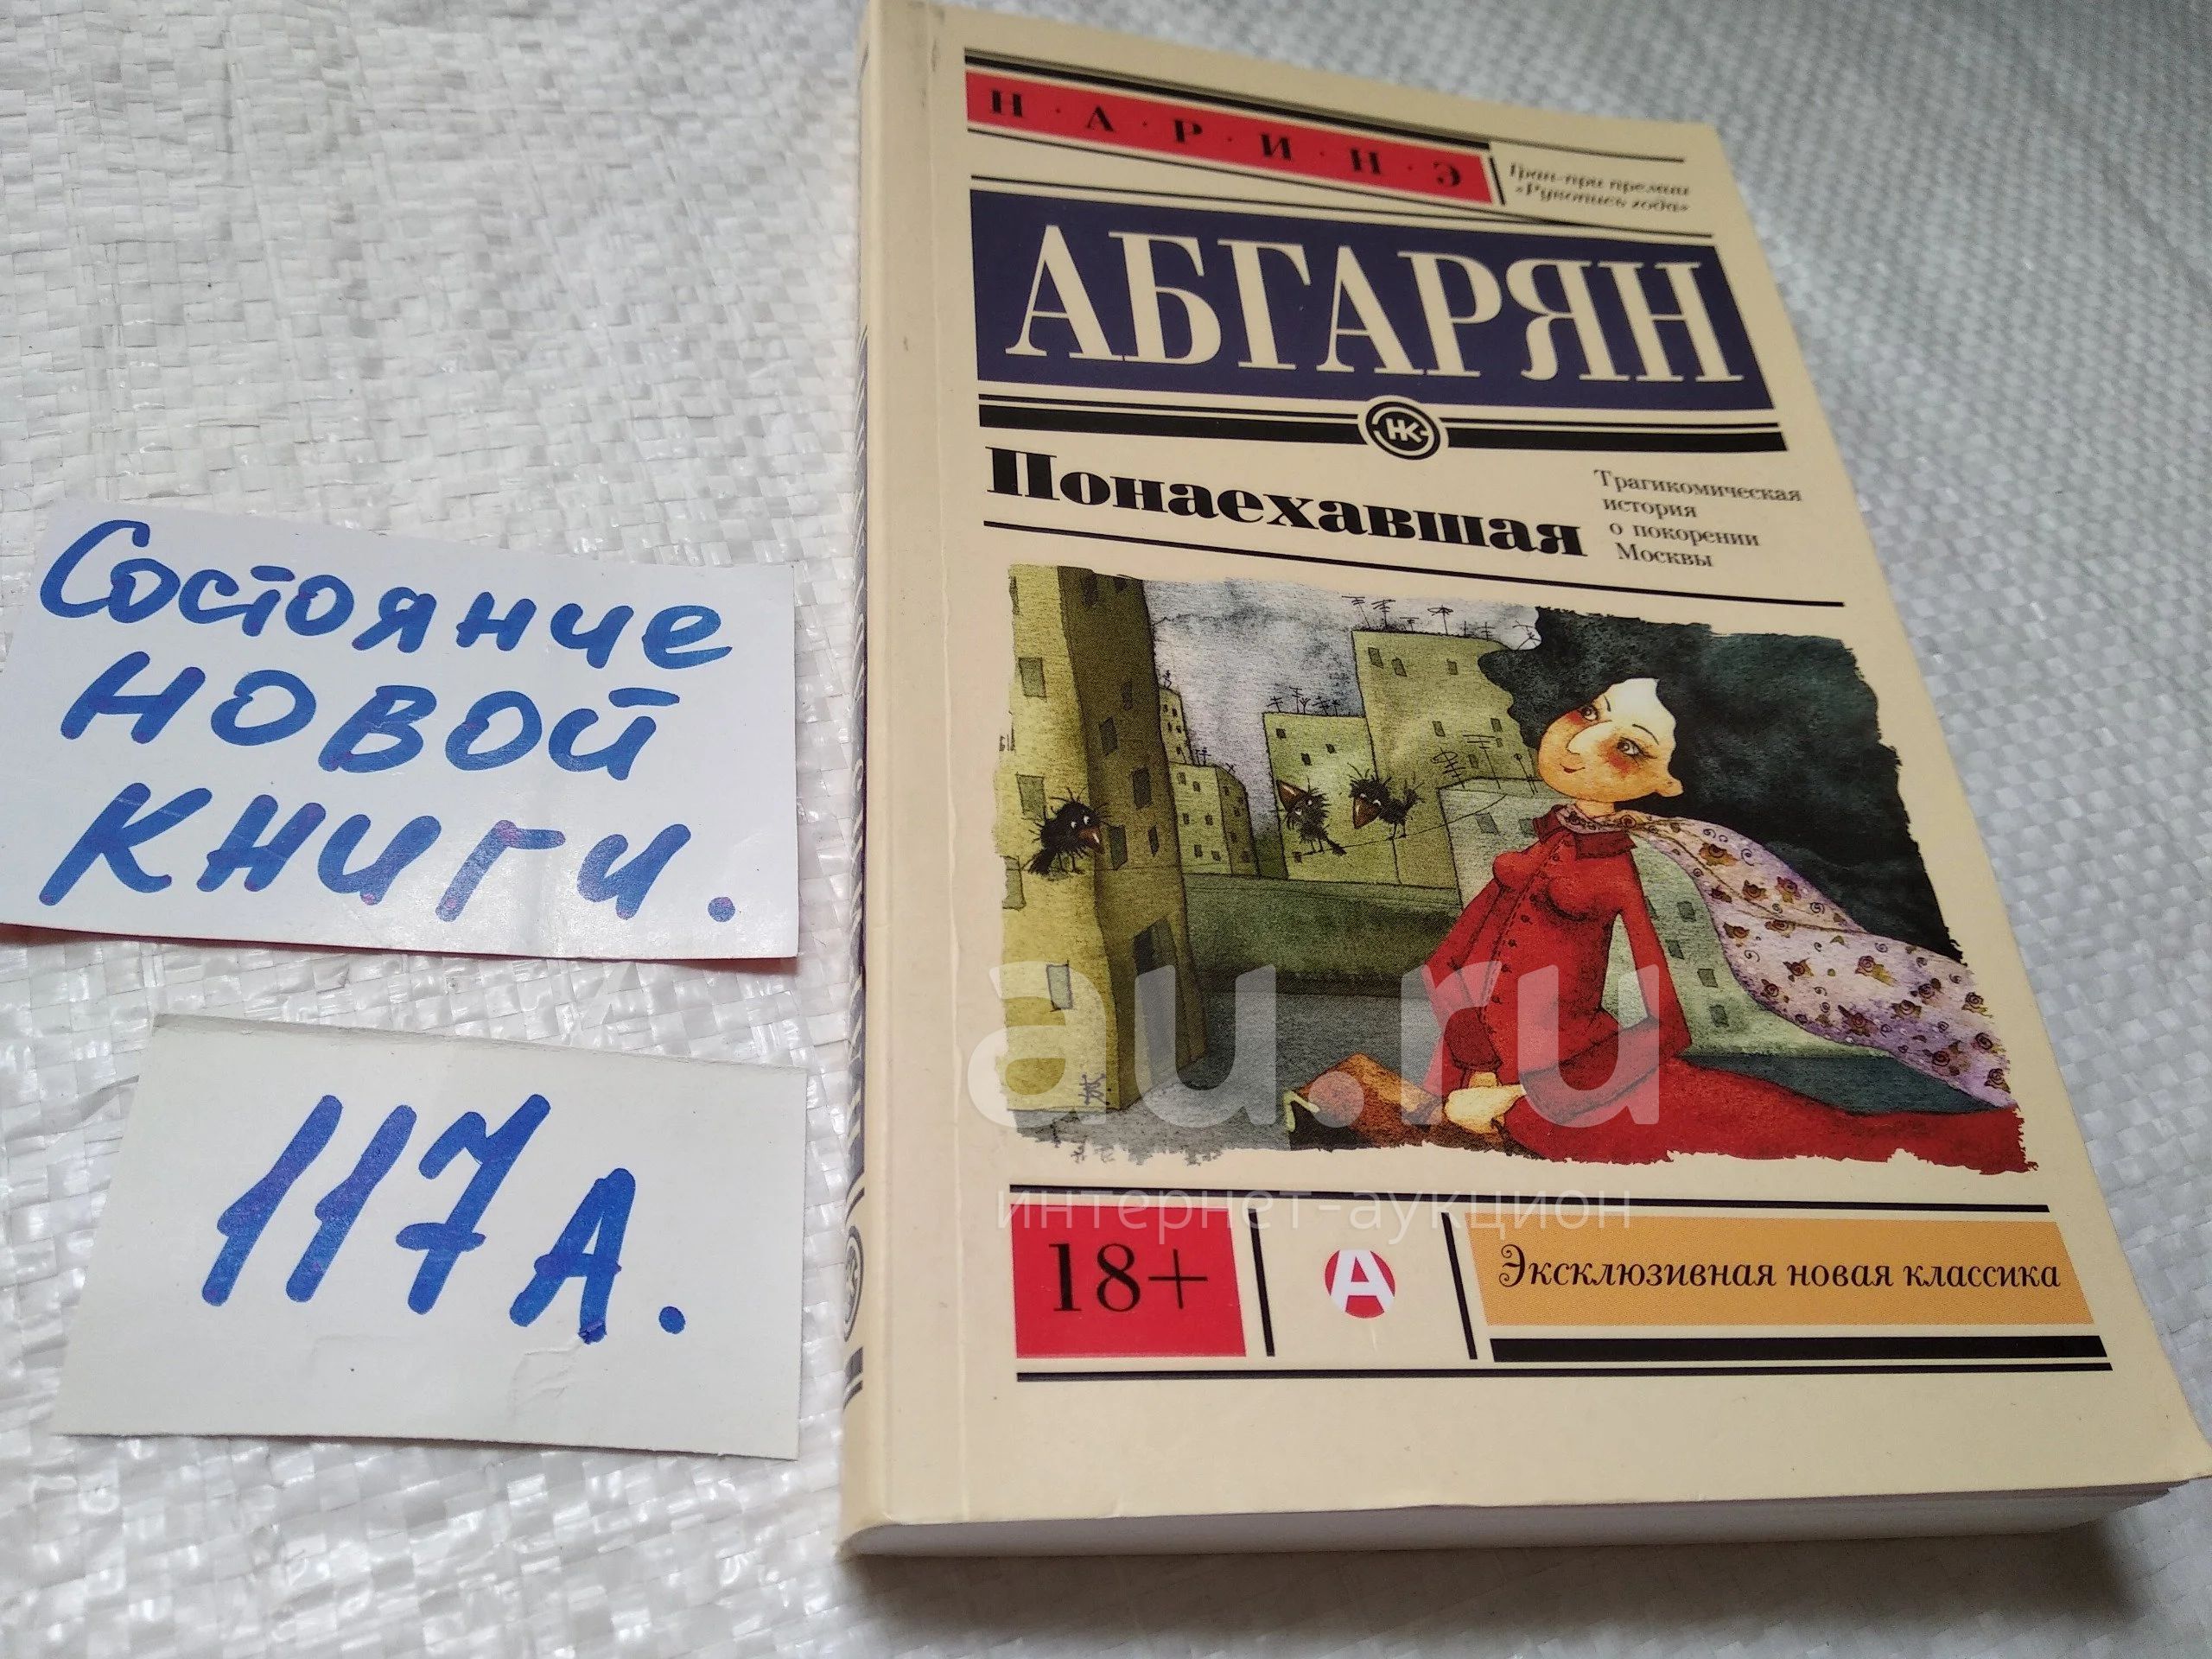 Н·А·Р·И·Н·Э
Гран-при премии
«Рукопись года»
АБГАРЯН
НК
Понаехавшая
Трагикомическая
история
о покорении
Москвы
Состояние
новой
книги.
117А.
au.ru
интернет-аукцион
18+
А
Эксклюзивная новая классика